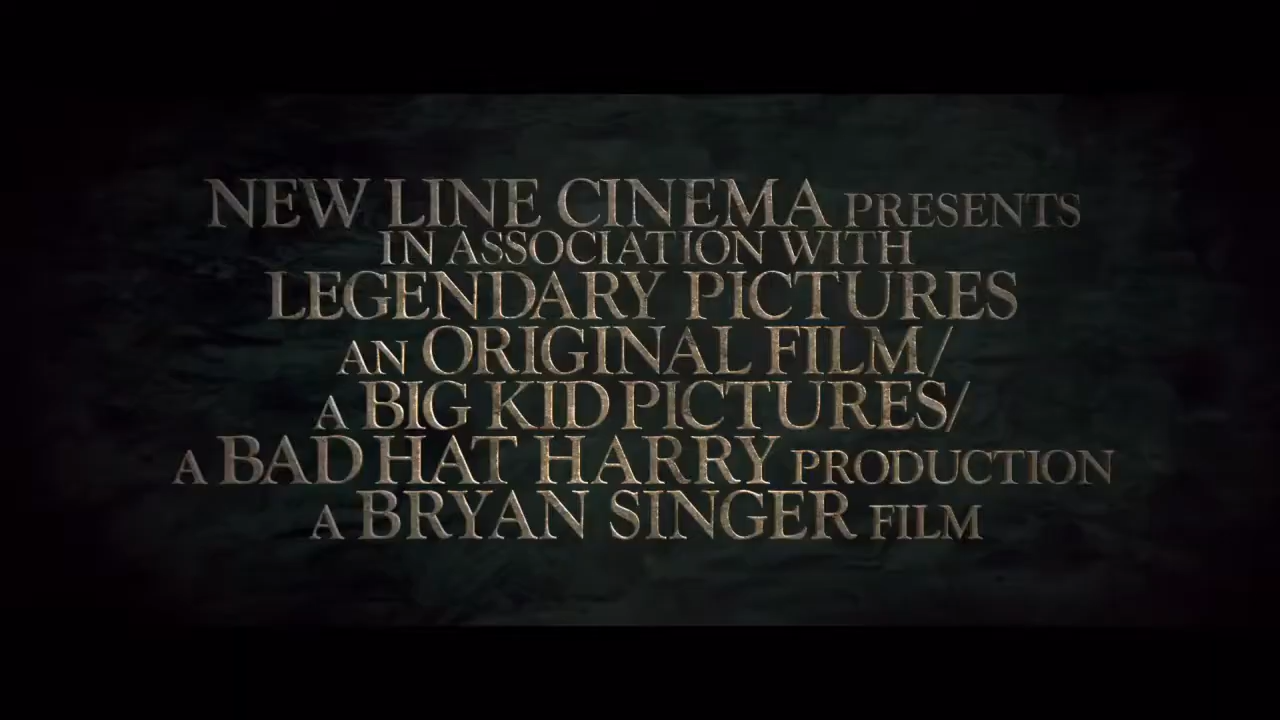 NEW LINE CINEMA PRESENTS
IN ASSOCIATION WITH
LEGENDARY PICTURES
AN ORIGINAL FILM/
A BIG KID PICTURES/
A BAD HAT HARRY PRODUCTION
A BRYAN SINGER FILM